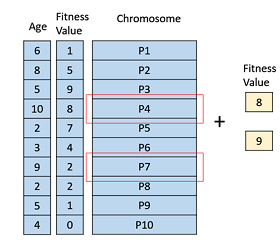 Age Fitness Value Chromosome
6 1 P1
8 5 P2
5 9 P3
10 8 P4
2 7 P5
3 4 P6
9 2 P7
2 2 P8
5 1 P9
4 0 P10
+
Fitness
Value
8
9